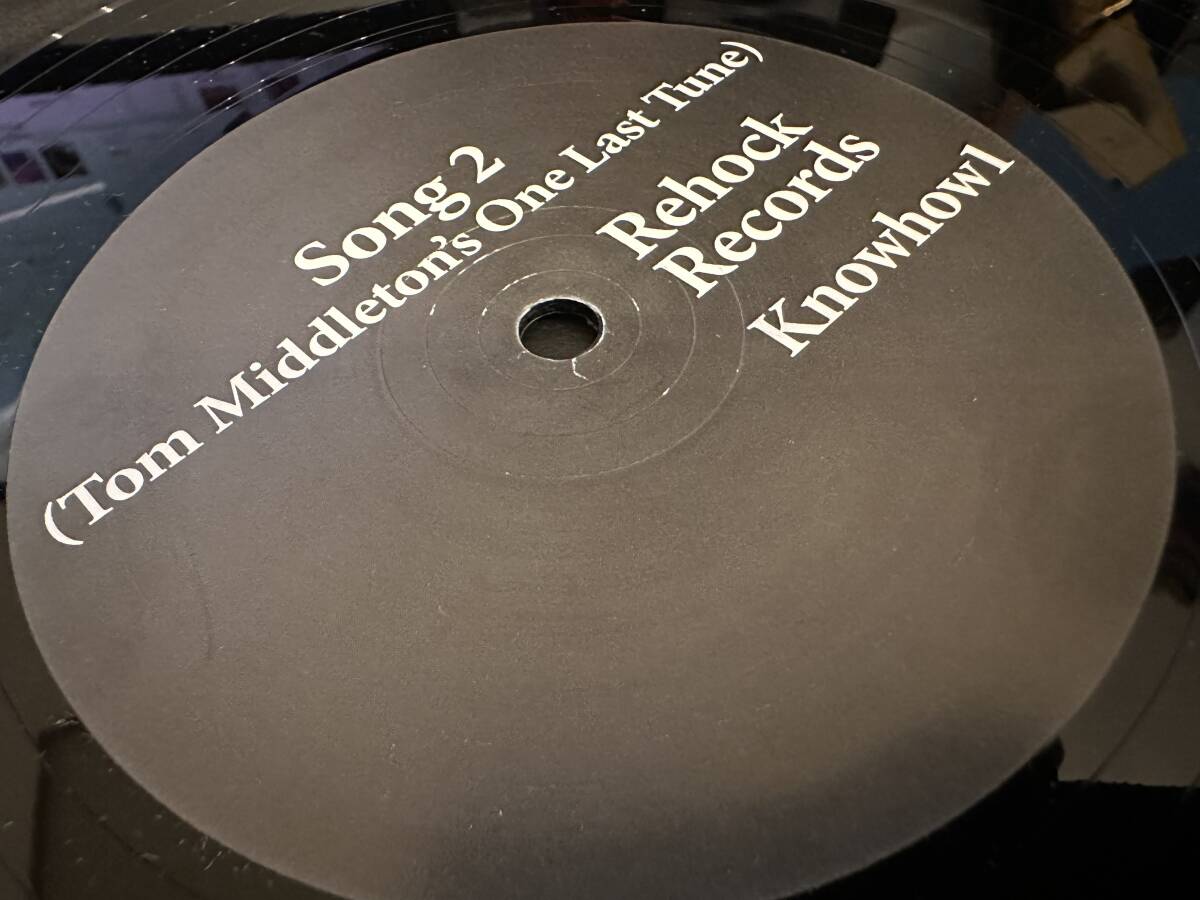 Song 2
(Tom Middleton's One Last Tune)
Rehock
Records
Knowhow1